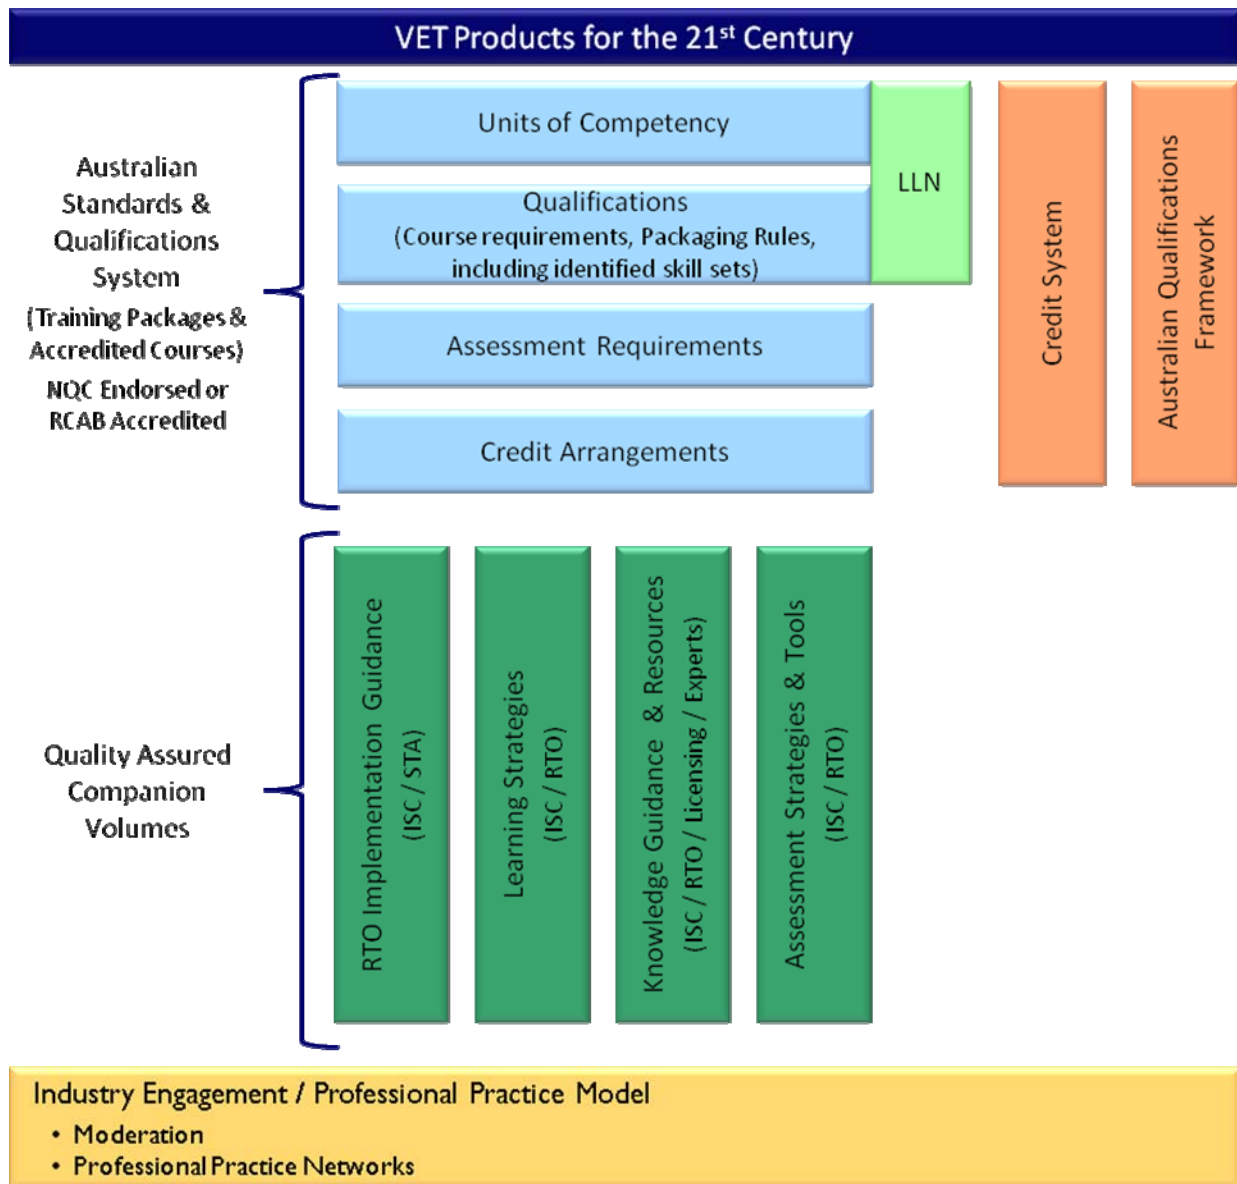 VET Products for the 21st Century
Australian
Standards &
Qualifications
System
(Training Packages &
Accredited Courses)
NQC Endorsed or
RCAB Accredited
Units of Competency
Qualifications
(Course requirements, Packaging Rules,
including identified skill sets)
Assessment Requirements
Credit Arrangements
LLN
Credit System
Australian Qualifications
Framework
Quality Assured
Companion
Volumes
RTO Implementation Guidance
(ISC / STA)
Learning Strategies
(ISC / RTO)
Knowledge Guidance & Resources
(ISC / RTO / Licensing / Experts)
Assessment Strategies & Tools
(ISC / RTO)
Industry Engagement / Professional Practice Model
• Moderation
• Professional Practice Networks